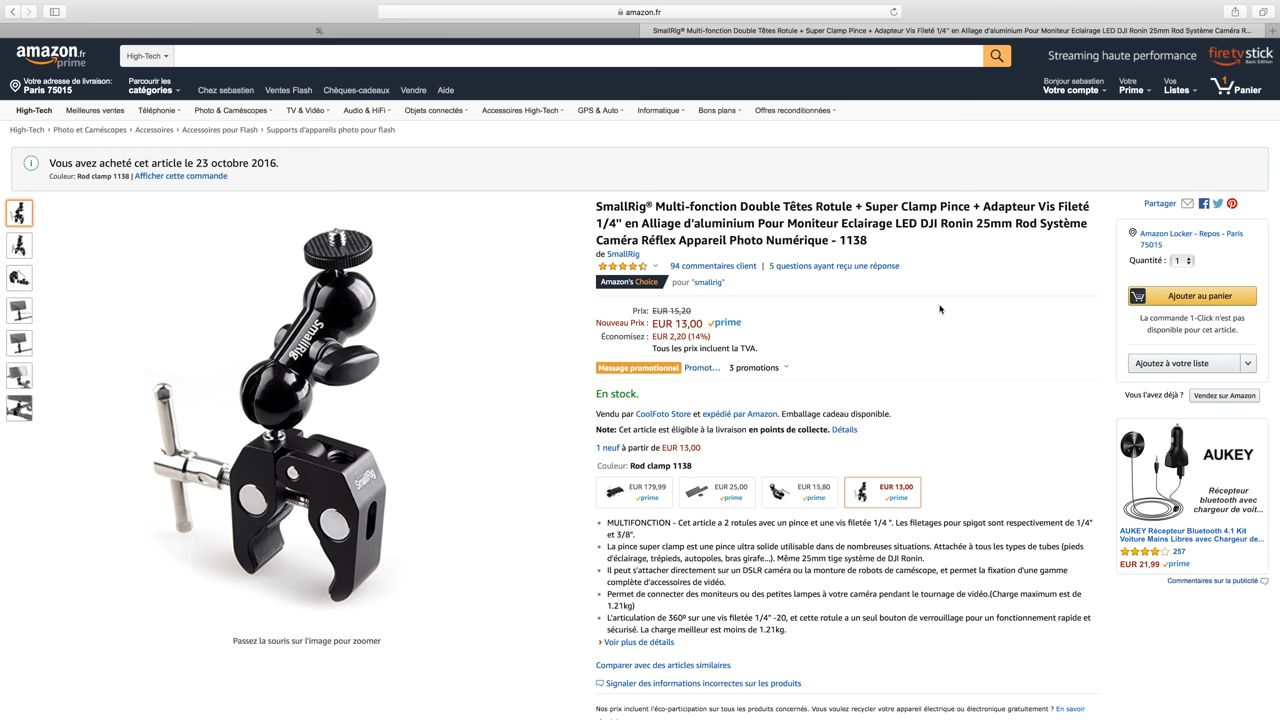 amazon.fr
Sj.
SmallRig® Multi-fonction Double Têtes Rotule + Super Clamp Pince + Adaptateur Vis Fileté 1/4'' en Alliage d'aluminium Pour Moniteur Eclairage LED DJI Ronin 25mm Rod Système Caméra R...
amazon.fr
prime
High-Tech
Streaming haute performance
fire tv stick
Basic Edition
Votre adresse de livraison:
Paris 75015
Parcourir les
catégories
Chez sebastien
Ventes Flash
Chèques-cadeaux
Vendre
Aide
Bonjour sebastien
Votre compte
Votre
Prime
Vos
Listes
1
Panier
High-Tech
Meilleures ventes
Téléphonie
Photo & Caméscopes
TV & Vidéo
Audio & HiFi
Objets connectés
Accessoires High-Tech
GPS & Auto
Informatique
Bons plans
Offres reconditionnées
High-Tech › Photo et Caméscopes › Accessoires › Accessoires pour Flash › Supports d'appareils photo pour flash
Vous avez acheté cet article le 23 octobre 2016.
Couleur: Rod clamp 1138 | Afficher cette commande
SmallRig
SmallRig
Passez la souris sur l'image pour zoomer
SmallRig® Multi-fonction Double Têtes Rotule + Super Clamp Pince + Adapteur Vis Fileté
1/4'' en Alliage d'aluminium Pour Moniteur Eclairage LED DJI Ronin 25mm Rod Système
Caméra Réflex Appareil Photo Numérique - 1138
de SmallRig
94 commentaires client | 5 questions ayant reçu une réponse
Amazon's Choice pour "smallrig"
Prix: EUR 15,20
Nouveau Prix : EUR 13,00 prime
Économisez : EUR 2,20 (14%)
Tous les prix incluent la TVA.
Message promotionnel Promot... 3 promotions
En stock.
Vendu par CoolFoto Store et expédié par Amazon. Emballage cadeau disponible.
Note: Cet article est éligible à la livraison en points de collecte. Détails
1 neuf à partir de EUR 13,00
Couleur: Rod clamp 1138
EUR 179,99
prime
EUR 25,00
prime
EUR 15,80
prime
EUR 13,00
prime
MULTIFONCTION - Cet article a 2 rotules avec un pince et une vis filetée 1/4 ". Les filetages pour spigot sont respectivement de 1/4"
et 3/8".
La pince super clamp est une pince ultra solide utilisable dans de nombreuses situations. Attachée à tous les types de tubes (pieds
d'éclairage, trépieds, autopoles, bras girafe...). Même 25mm tige système de DJI Ronin.
Il peut s'attacher directement sur un DSLR caméra ou la monture de robots de caméscope, et permet la fixation d'une gamme
complète d'accessoires de vidéo.
Permet de connecter des moniteurs ou des petites lampes à votre caméra pendant le tournage de vidéo.(Charge maximum est de
1.21kg)
L'articulation de 360º sur une vis filetée 1/4" -20, et cette rotule a un seul bouton de verrouillage pour un fonctionnement rapide et
sécurisé. La charge meilleur est moins de 1.21kg.
› Voir plus de détails
Comparer avec des articles similaires
Signaler des informations incorrectes sur les produits
Nos prix incluent l'éco-participation sur tous les produits concernés. Vous voulez recycler votre appareil électrique ou électronique gratuitement ? En savoir
Partager
Amazon Locker - Repos - Paris
75015
Quantité : 1
Ajouter au panier
La commande 1-Click n'est pas
disponible pour cet article.
Ajoutez à votre liste
Vous l'avez déjà ? Vendez sur Amazon
AUKEY
Récepteur
bluetooth avec
chargeur de voit...
AUKEY Récepteur Bluetooth 4.1 Kit
Voiture Mains Libres avec Chargeur de...
257
EUR 21,99 prime
Commentaires sur la publicité